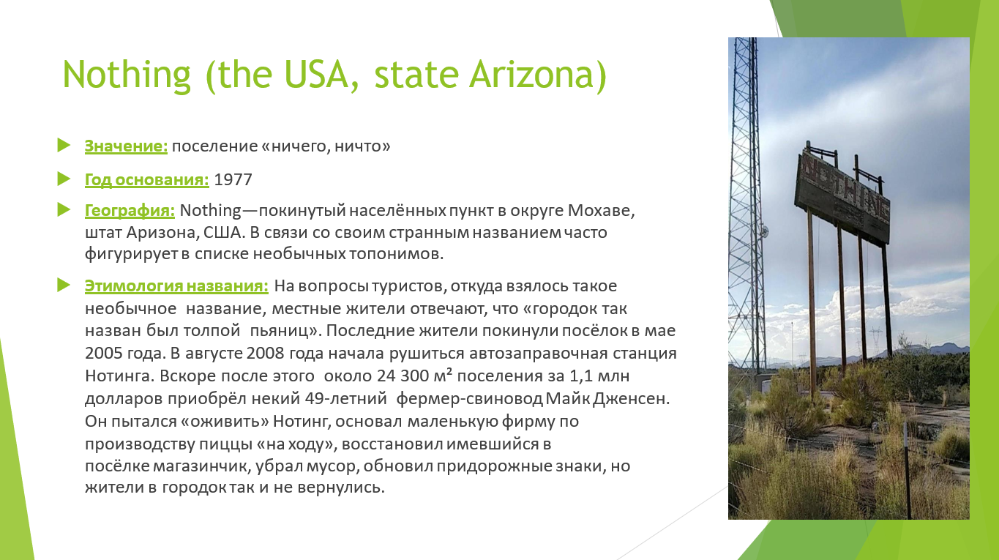 Nothing (the USA, state Arizona)
Значение: поселение «ничего, ничто»
Год основания: 1977
География: Nothing—покинутый населённых пункт в округе Мохаве,
штат Аризона, США. В связи со своим странным названием часто
фигурирует в списке необычных топонимов.
Этимология названия: На вопросы туристов, откуда взялось такое
необычное название, местные жители отвечают, что «городок так
назван был толпой пьяниц». Последние жители покинули посёлок в мае
2005 года. В августе 2008 года начала рушиться автозаправочная станция
Нотинга. Вскоре после этого около 24 300 м² поселения за 1,1 млн
долларов приобрёл некий 49-летний фермер-свиновод Майк Дженсен.
Он пытался «оживить» Нотинг, основал маленькую фирму по
производству пиццы «на ходу», восстановил имевшийся в
посёлке магазинчик, убрал мусор, обновил придорожные знаки, но
жители в городок так и не вернулись.
NOTHING